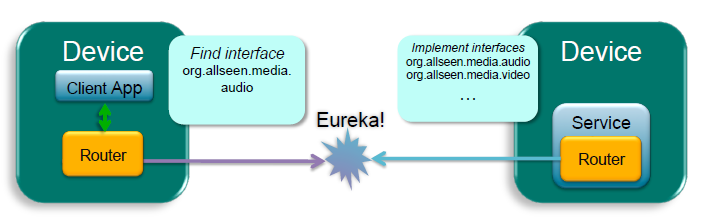 Device
Client App
Router
Find interface
org.allseen.media.
audio
Eureka!
Implement interfaces
org.allseen.media.audio
org.allseen.media.video
...
Device
Service
Router